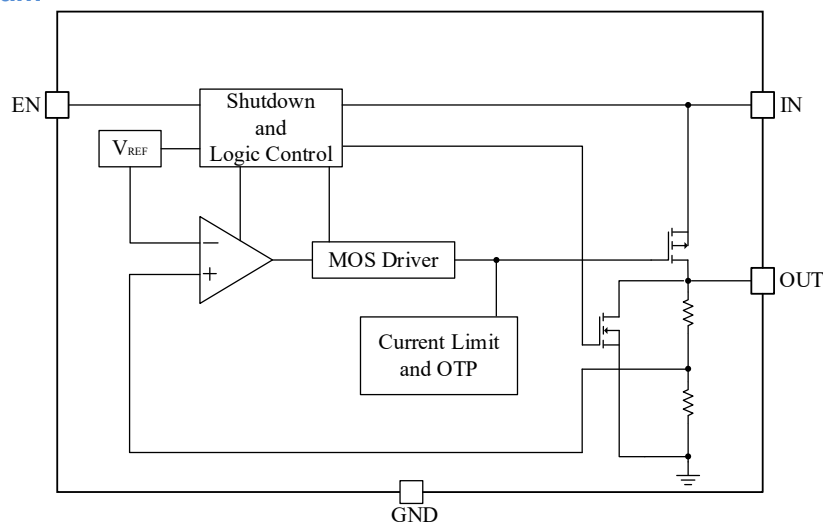 EN
Shutdown
and
Logic Control
IN
VREF
−
+
MOS Driver
OUT
Current Limit
and OTP
GND